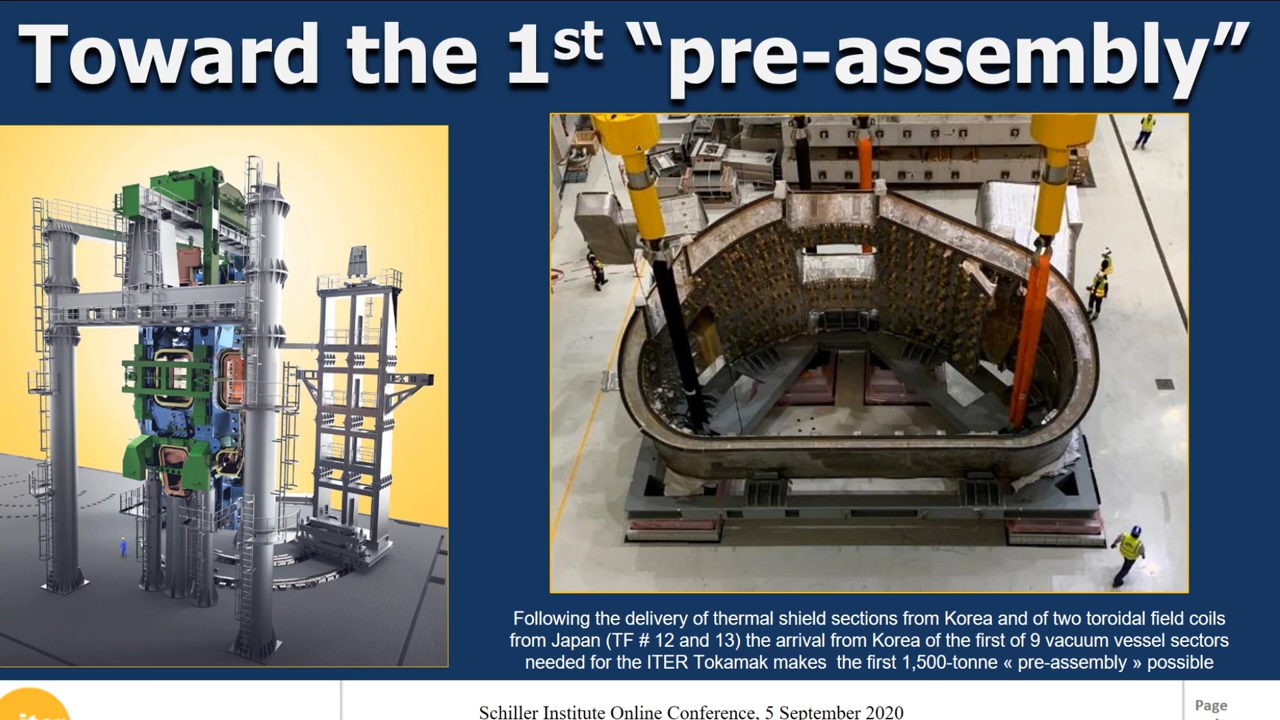 Toward the 1st “pre-assembly”
Following the delivery of thermal shield sections from Korea and of two toroidal field coils
from Japan (TF # 12 and 13) the arrival from Korea of the first of 9 vacuum vessel sectors
needed for the ITER Tokamak makes the first 1,500-tonne « pre-assembly » possible
Schiller Institute Online Conference, 5 September 2020
Page